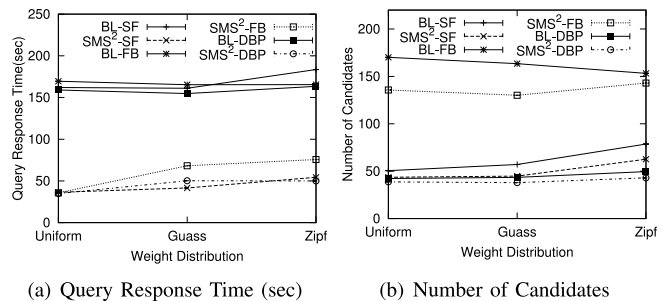 250
200
150
100
50
0
Query Response Time(sec)
BL-SF
SMS²-SF
BL-FB
SMS²-FB
BL-DBP
SMS²-DBP
Uniform Guass Zipf
Weight Distribution
(a) Query Response Time (sec)
200
150
100
50
0
Number of Candidates
BL-SF
SMS²-SF
BL-FB
SMS²-FB
BL-DBP
SMS²-DBP
Uniform Guass Zipf
Weight Distribution
(b) Number of Candidates